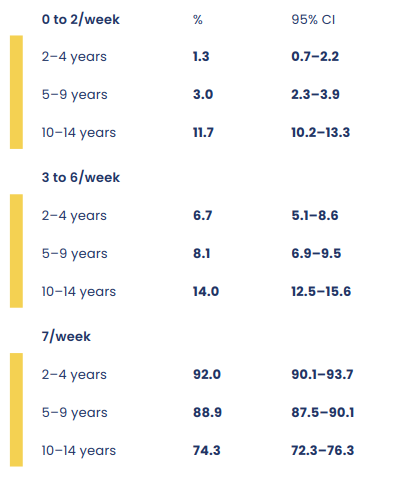 0 to 2/week % 95% CI
2–4 years 1.3 0.7–2.2
5–9 years 3.0 2.3–3.9
10–14 years 11.7 10.2–13.3
3 to 6/week
2–4 years 6.7 5.1–8.6
5–9 years 8.1 6.9–9.5
10–14 years 14.0 12.5–15.6
7/week
2–4 years 92.0 90.1–93.7
5–9 years 88.9 87.5–90.1
10–14 years 74.3 72.3–76.3